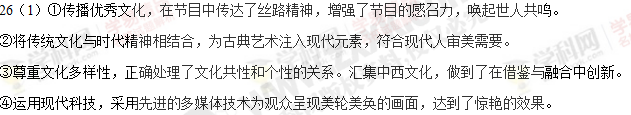 26（1）①传播优秀文化，在节目中传达了丝路精神，增强了节目的感召力，唤起世人共鸣。
②将传统文化与时代精神相结合，为古典艺术注入现代元素，符合现代人审美需要。
③尊重文化多样性，正确处理了文化共性和个性的关系。汇集中西文化，做到了在借鉴与融合中创新。
④运用现代科技，采用先进的多媒体技术为观众呈现美轮美奂的画面，达到了惊艳的效果。